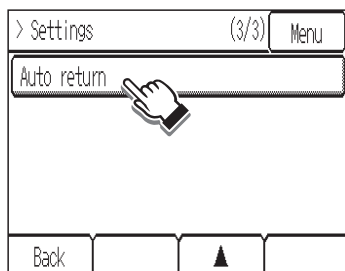 > Settings (3/3) Menu
Auto return
Back ▲